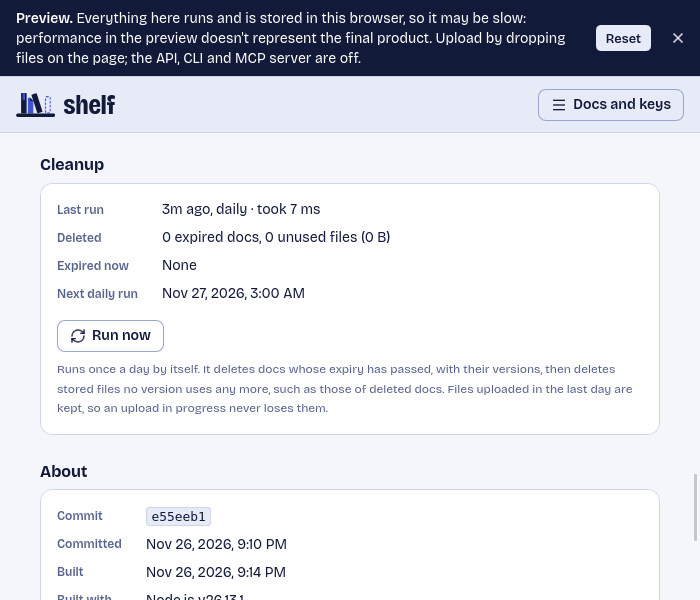 Preview. Everything here runs and is stored in this browser, so it may be slow:
performance in the preview doesn't represent the final product. Upload by dropping
files on the page; the API, CLI and MCP server are off.
Reset
shelf
Docs and keys
Cleanup
Last run 3m ago, daily · took 7 ms
Deleted 0 expired docs, 0 unused files (0 B)
Expired now None
Next daily run Nov 27, 2026, 3:00 AM
Run now
Runs once a day by itself. It deletes docs whose expiry has passed, with their versions, then deletes
stored files no version uses any more, such as those of deleted docs. Files uploaded in the last day are
kept, so an upload in progress never loses them.
About
Commit e55eeb1
Committed Nov 26, 2026, 9:10 PM
Built Nov 26, 2026, 9:14 PM
Built with Node.js v26.13.1